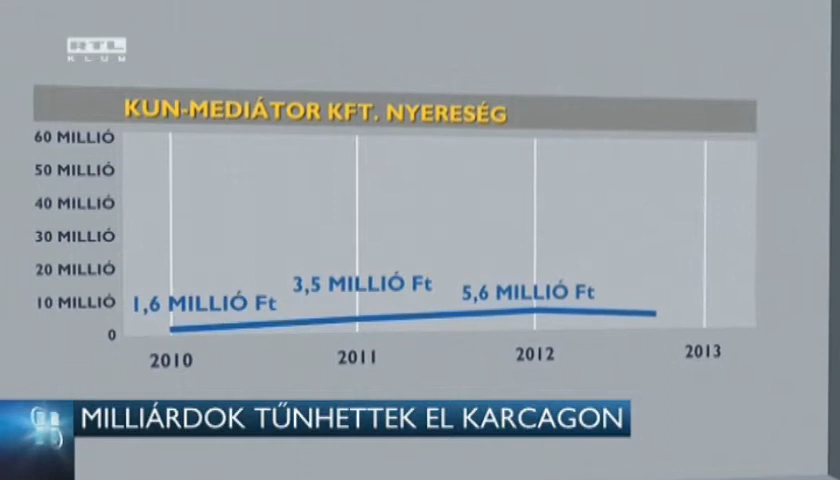 RTL
KLUB
KUN-MEDIÁTOR KFT. NYERESÉG
60 MILLIÓ
50 MILLIÓ
40 MILLIÓ
30 MILLIÓ
20 MILLIÓ
10 MILLIÓ
0
1,6 MILLIÓ Ft
3,5 MILLIÓ Ft
5,6 MILLIÓ Ft
2010
2011
2012
2013
MILLIÁRDOK TŰNHETTEK EL KARCAGON